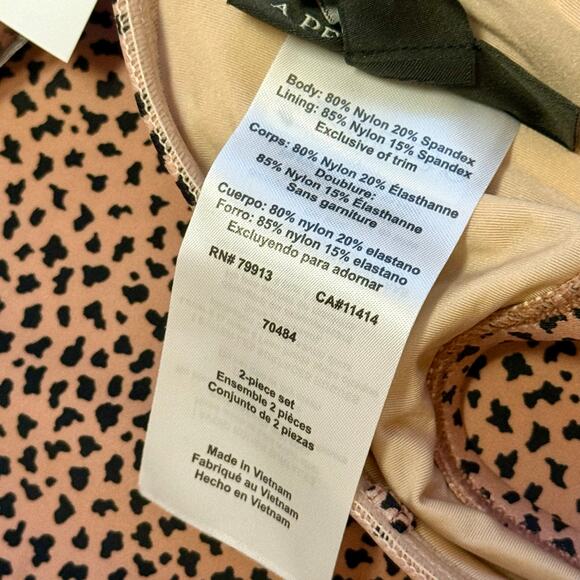 Body: 80% Nylon 20% Spandex
Lining: 85% Nylon 15% Spandex
Exclusive of trim
Corps: 80% Nylon 20% Élasthanne
Doublure:
85% Nylon 15% Élasthanne
Sans garniture
Cuerpo: 80% nylon 20% elastano
Forro: 85% nylon 15% elastano
Excluyendo para adornar
RN# 79913 CA#11414
70484
2-piece set
Ensemble 2 pièces
Conjunto de 2 piezas
Made in Vietnam
Fabriqué au Vietnam
Hecho en Vietnam